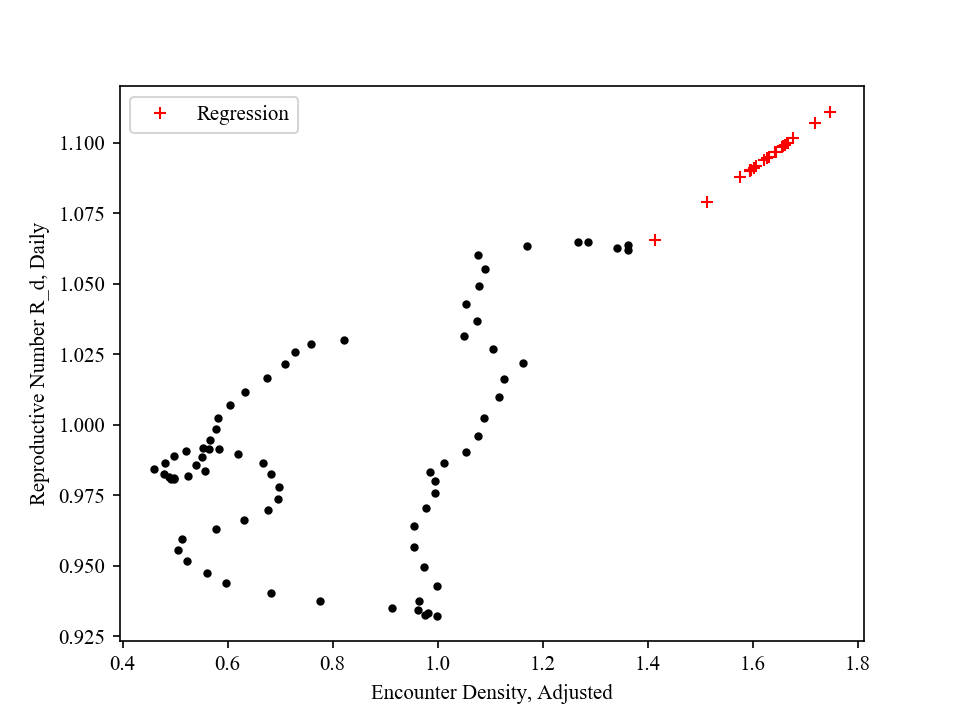 Regression
1.100
1.075
1.050
1.025
1.000
0.975
0.950
0.925
Reproductive Number R_d, Daily
0.4 0.6 0.8 1.0 1.2 1.4 1.6 1.8
Encounter Density, Adjusted